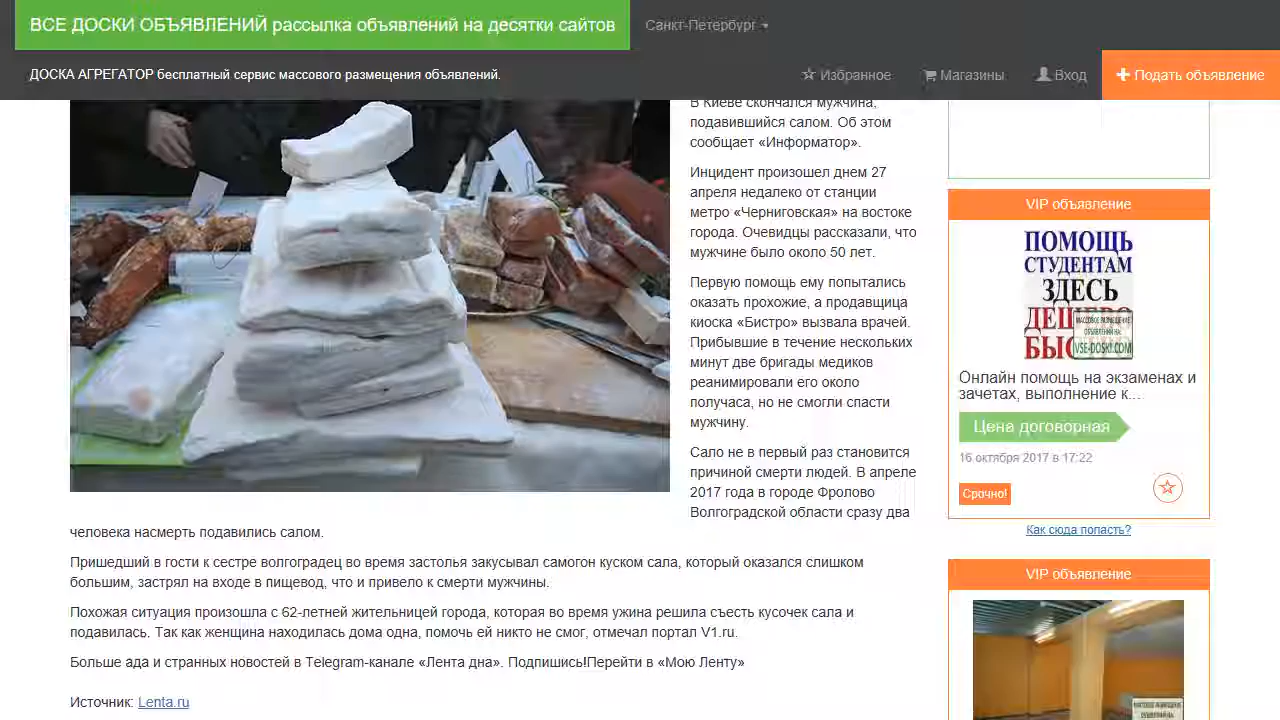 ВСЕ ДОСКИ ОБЪЯВЛЕНИЙ рассылка объявлений на десятки сайтов
Санкт-Петербург
ДОСКА АГРЕГАТОР бесплатный сервис массового размещения объявлений.
Избранное
Магазины
Вход
Подать объявление
В Киеве скончался мужчина,
подавившийся салом. Об этом
сообщает «Информатор».
Инцидент произошел днем 27
апреля недалеко от станции
метро «Черниговская» на востоке
города. Очевидцы рассказали, что
мужчине было около 50 лет.
Первую помощь ему попытались
оказать прохожие, а продавщица
киоска «Бистро» вызвала врачей.
Прибывшие в течение нескольких
минут две бригады медиков
реанимировали его около
получаса, но не смогли спасти
мужчину.
Сало не в первый раз становится
причиной смерти людей. В апреле
2017 года в городе Фролово
Волгоградской области сразу два
человека насмерть подавились салом.
Пришедший в гости к сестре волгоградец во время застолья закусывал самогон куском сала, который оказался слишком
большим, застрял на входе в пищевод, что и привело к смерти мужчины.
Похожая ситуация произошла с 62-летней жительницей города, которая во время ужина решила съесть кусочек сала и
подавилась. Так как женщина находилась дома одна, помочь ей никто не смог, отмечал портал V1.ru.
Больше ада и странных новостей в Telegram-канале «Лента дна». Подпишись!Перейти в «Мою Ленту»
Источник: Lenta.ru
VIP объявление
ПОМОЩЬ
СТУДЕНТАМ
ЗДЕСЬ
МАССОВОЕ РАЗМЕЩЕНИЕ
ОБЪЯВЛЕНИЙ НА
VSE-DOSKI.COM
Онлайн помощь на экзаменах и
зачетах, выполнение к...
Цена договорная
16 октября 2017 в 17:22
Срочно!
Как сюда попасть?
VIP объявление
МАССОВОЕ РАЗМЕЩЕНИЕ
ОБЪЯВЛЕНИЙ НА